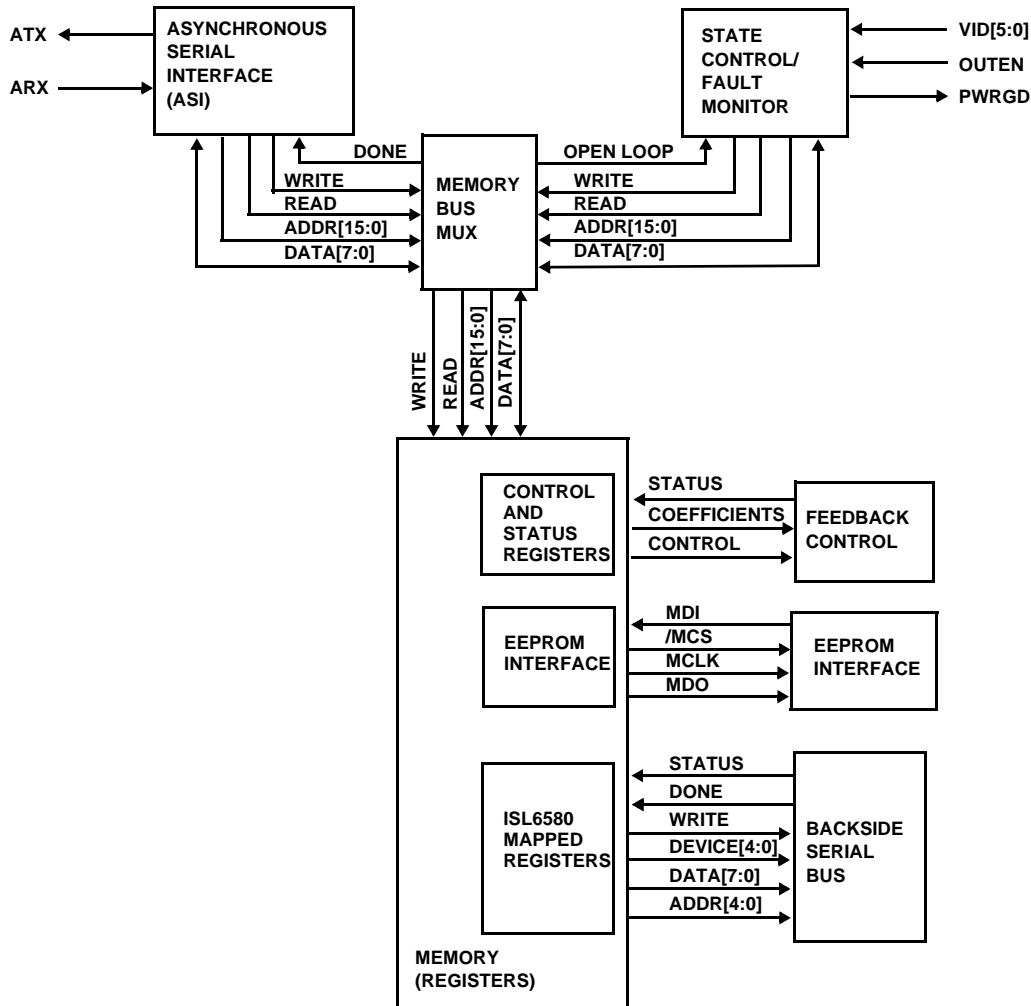 ATX
ARX
ASYNCHRONOUS
SERIAL
INTERFACE
(ASI)
STATE
CONTROL/
FAULT
MONITOR
VID[5:0]
OUTEN
PWRGD
DONE
WRITE
READ
ADDR[15:0]
DATA[7:0]
MEMORY
BUS
MUX
OPEN LOOP
WRITE
READ
ADDR[15:0]
DATA[7:0]
WRITE
READ
ADDR[15:0]
DATA[7:0]
CONTROL
AND
STATUS
REGISTERS
STATUS
COEFFICIENTS
CONTROL
FEEDBACK
CONTROL
EEPROM
INTERFACE
MDI
/MCS
MCLK
MDO
EEPROM
INTERFACE
ISL6580
MAPPED
REGISTERS
STATUS
DONE
WRITE
DEVICE[4:0]
DATA[7:0]
ADDR[4:0]
BACKSIDE
SERIAL
BUS
MEMORY
(REGISTERS)